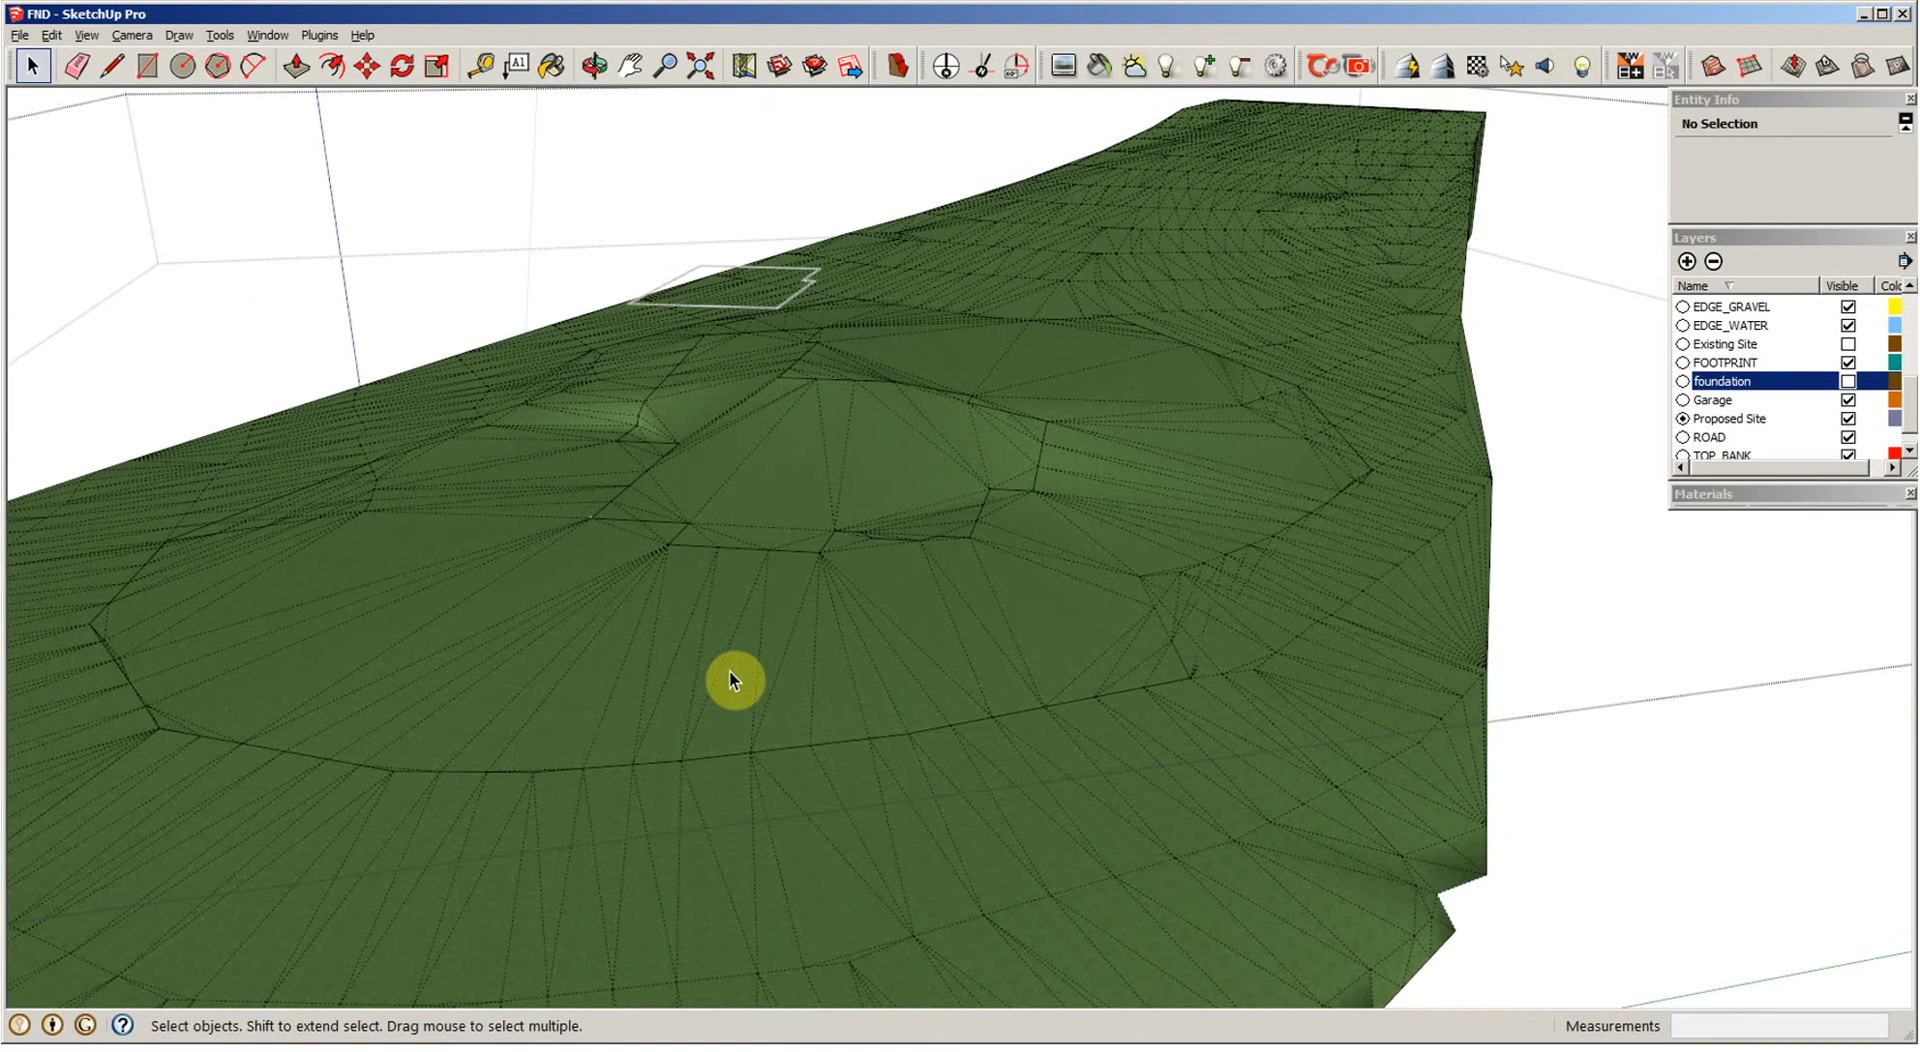 FND - SketchUp Pro
File Edit View Camera Draw Tools Window Plugins Help
A1
Entity Info
No Selection
Layers
Name Visible Colo
EDGE_GRAVEL
EDGE_WATER
Existing Site
FOOTPRINT
foundation
Garage
Proposed Site
ROAD
TOP_BANK
Materials
Select objects. Shift to extend select. Drag mouse to select multiple.
Measurements